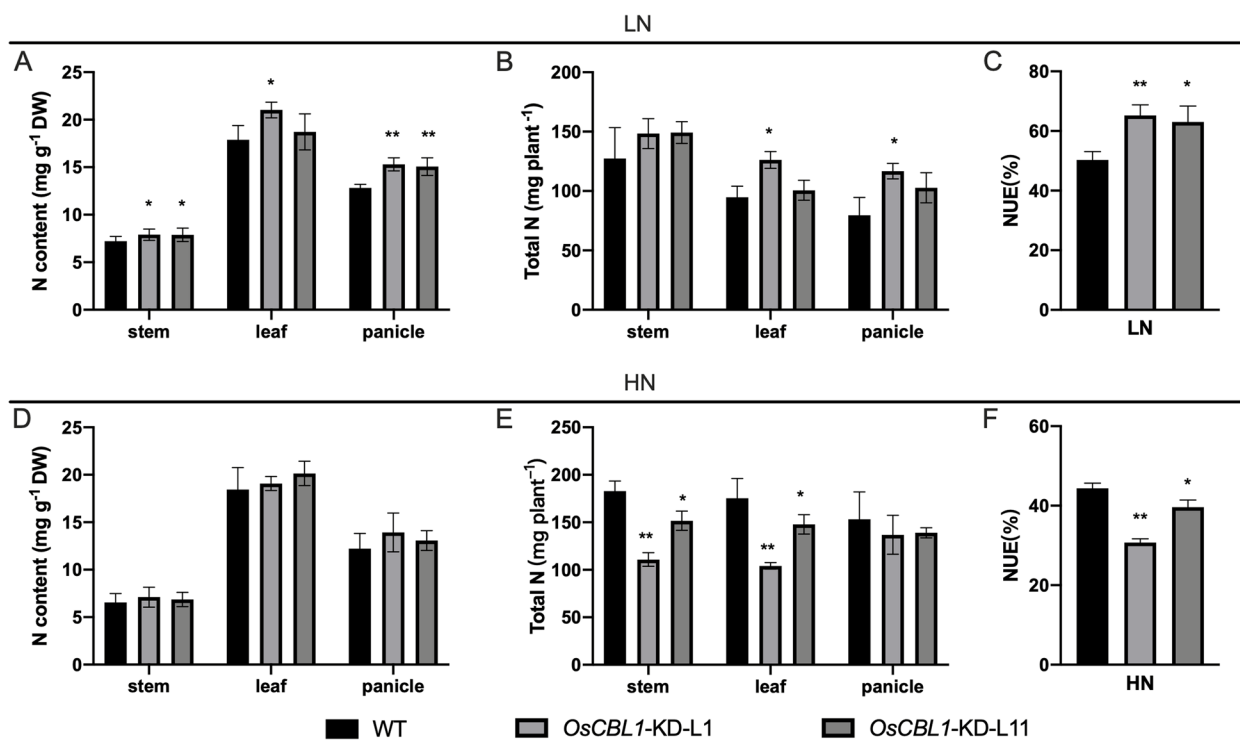 LN
A
B
C
N content (mg g-1 DW)
25
20
15
10
5
0
*
*
*
**
**
stem
leaf
panicle
Total N (mg plant-1)
200
150
100
50
0
*
*
stem
leaf
panicle
NUE(%)
80
60
40
20
0
**
*
LN
HN
D
E
F
N content (mg g-1 DW)
25
20
15
10
5
0
stem
leaf
panicle
Total N (mg plant-1)
250
200
150
100
50
0
**
*
**
*
stem
leaf
panicle
NUE(%)
60
40
20
0
**
*
HN
WT
OsCBL1-KD-L1
OsCBL1-KD-L11